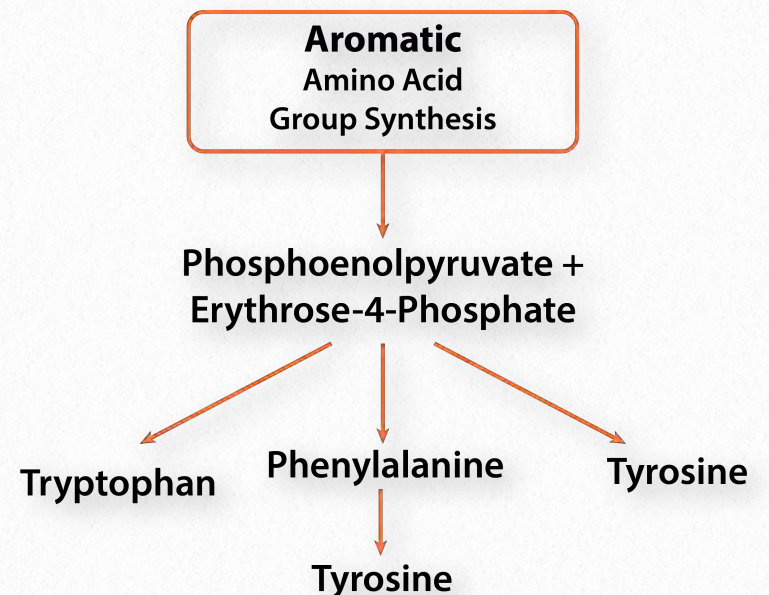 Aromatic
Amino Acid
Group Synthesis
Phosphoenolpyruvate +
Erythrose-4-Phosphate
Tryptophan
Phenylalanine
Tyrosine
Tyrosine